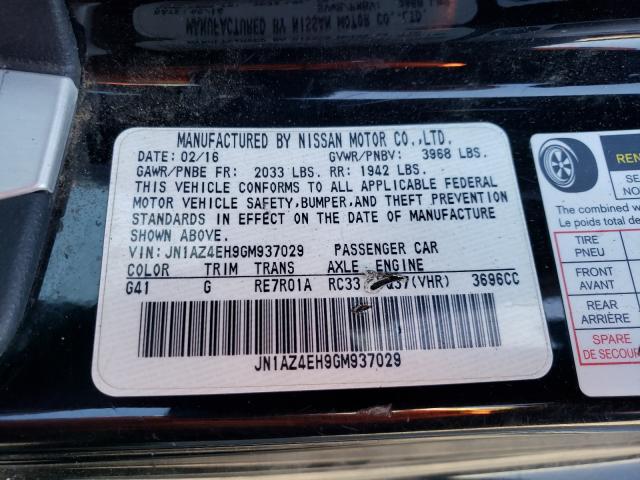 MANUFACTURED BY NISSAN MOTOR CO.,LTD.
DATE: 02/16 GVWR/PNBV: 3968 LBS.
GAWR/PNBE FR: 2033 LBS. RR: 1942 LBS.
THIS VEHICLE CONFORMS TO ALL APPLICABLE FEDERAL
MOTOR VEHICLE SAFETY,BUMPER,AND THEFT PREVENTION
STANDARDS IN EFFECT ON THE DATE OF MANUFACTURE
SHOWN ABOVE.
VIN: JN1AZ4EH9GM937029 PASSENGER CAR
COLOR TRIM TRANS AXLE ENGINE
G41 G RE7R01A RC33 (VHR) 3696CC
JN1AZ4EH9GM937029
The combined
Le poids total
TIRE
PNEU
FRONT
AVANT
REAR
ARRIÈRE
SPARE
DE SECOURS